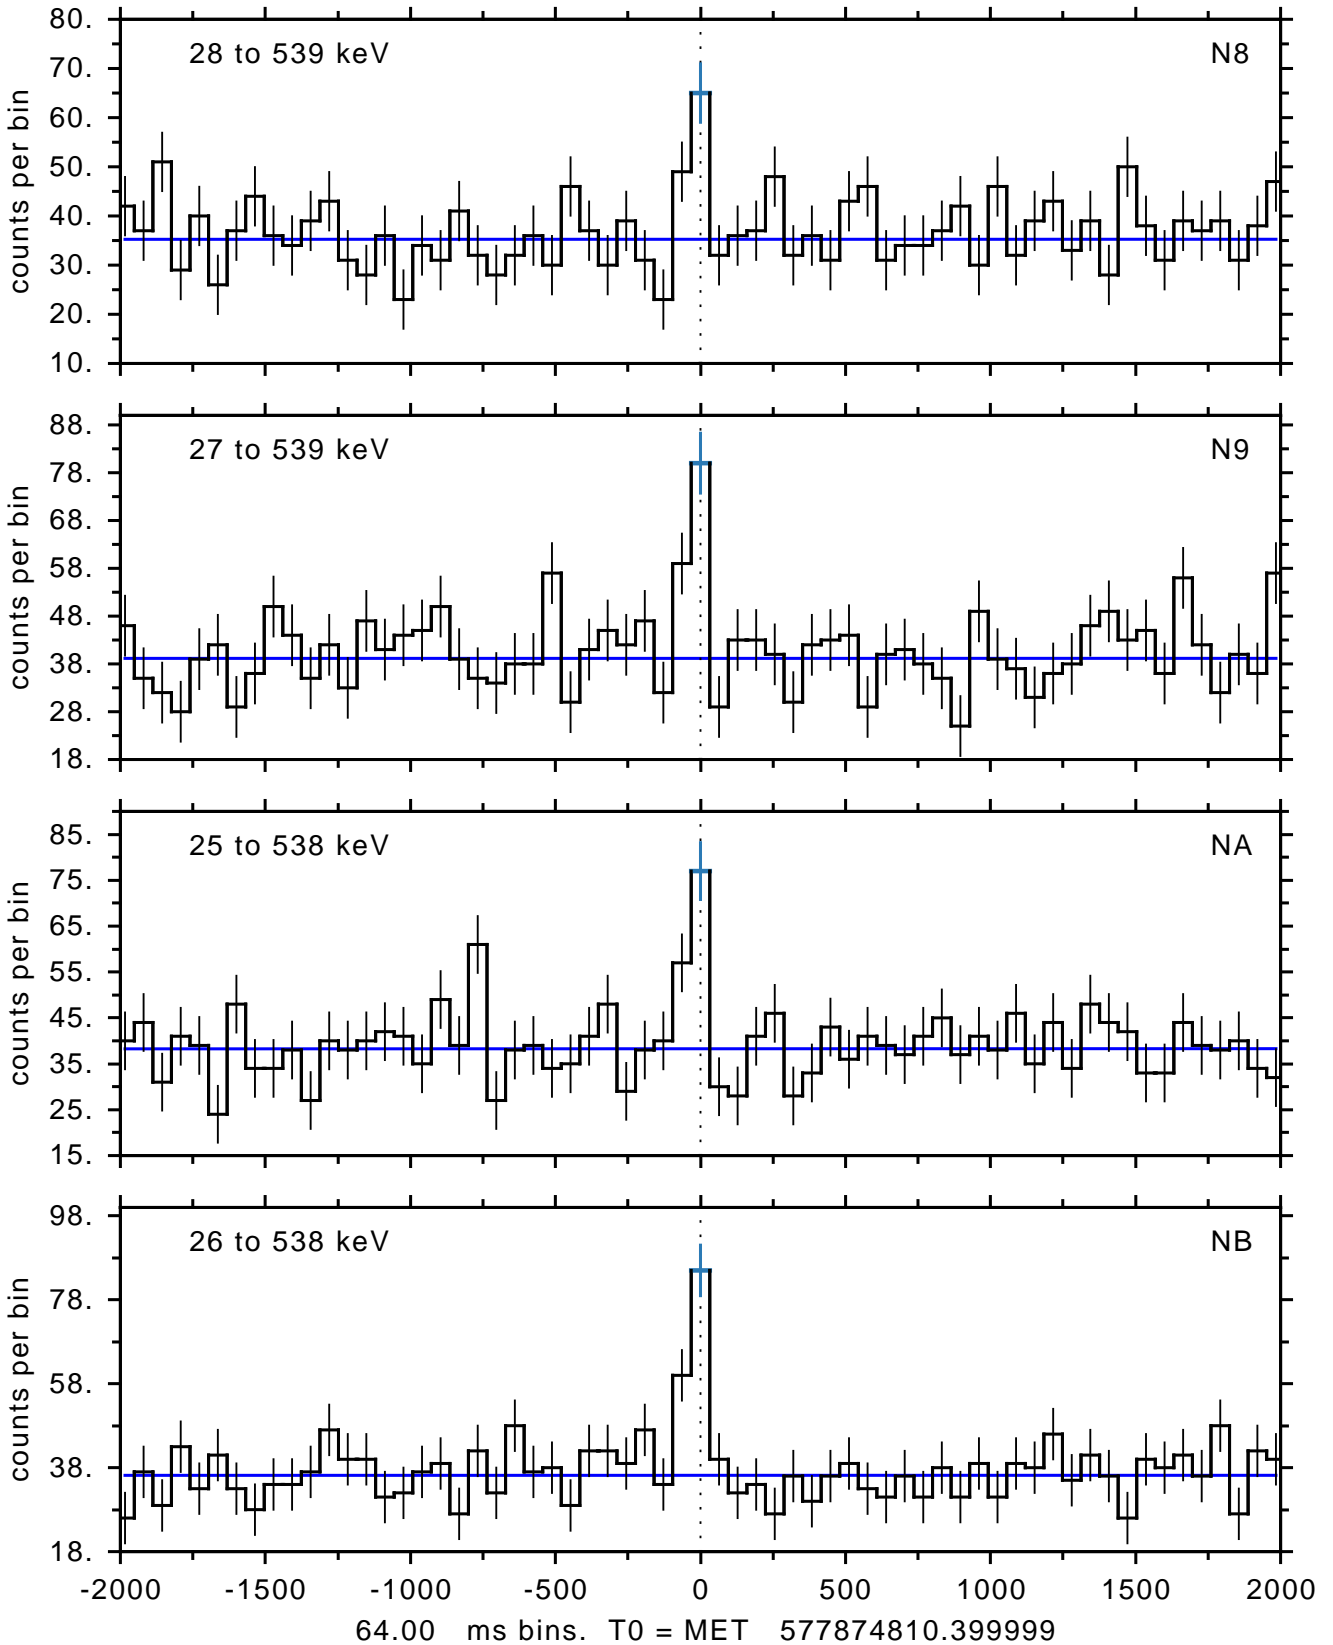 80.
28 to 539 keV N8
70.
60.
50.
40.
30.
20.
10.
counts per bin
88.
27 to 539 keV N9
78.
68.
58.
48.
38.
28.
18.
counts per bin
85.
25 to 538 keV NA
75.
65.
55.
45.
35.
25.
15.
counts per bin
98.
26 to 538 keV NB
78.
58.
38.
18.
counts per bin
-2000 -1500 -1000 -500 0 500 1000 1500 2000
64.00 ms bins. T0 = MET 577874810.399999